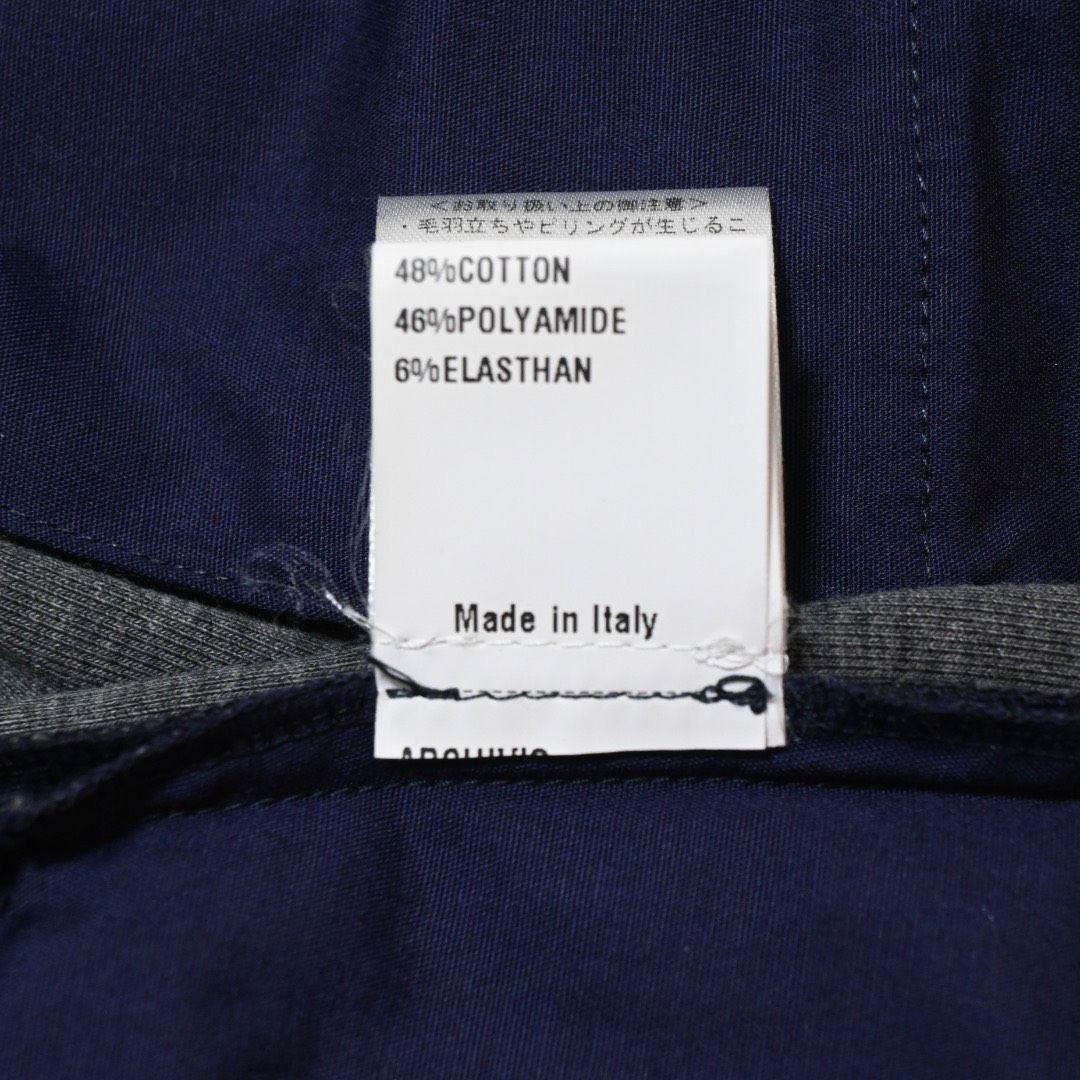 <お取り扱い上の御注意>
・毛羽立ちやピリングが生じるこ
48%COTTON
46%POLYAMIDE
6%ELASTHAN
Made in Italy